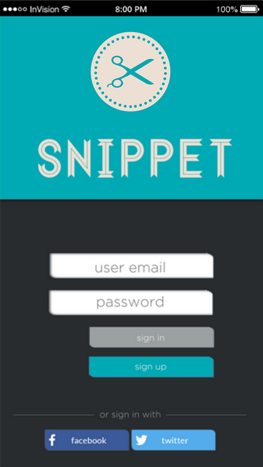 InVision 8:00 PM 100%
SNIPPET
user email
password
sign in
sign up
or sign in with
facebook twitter